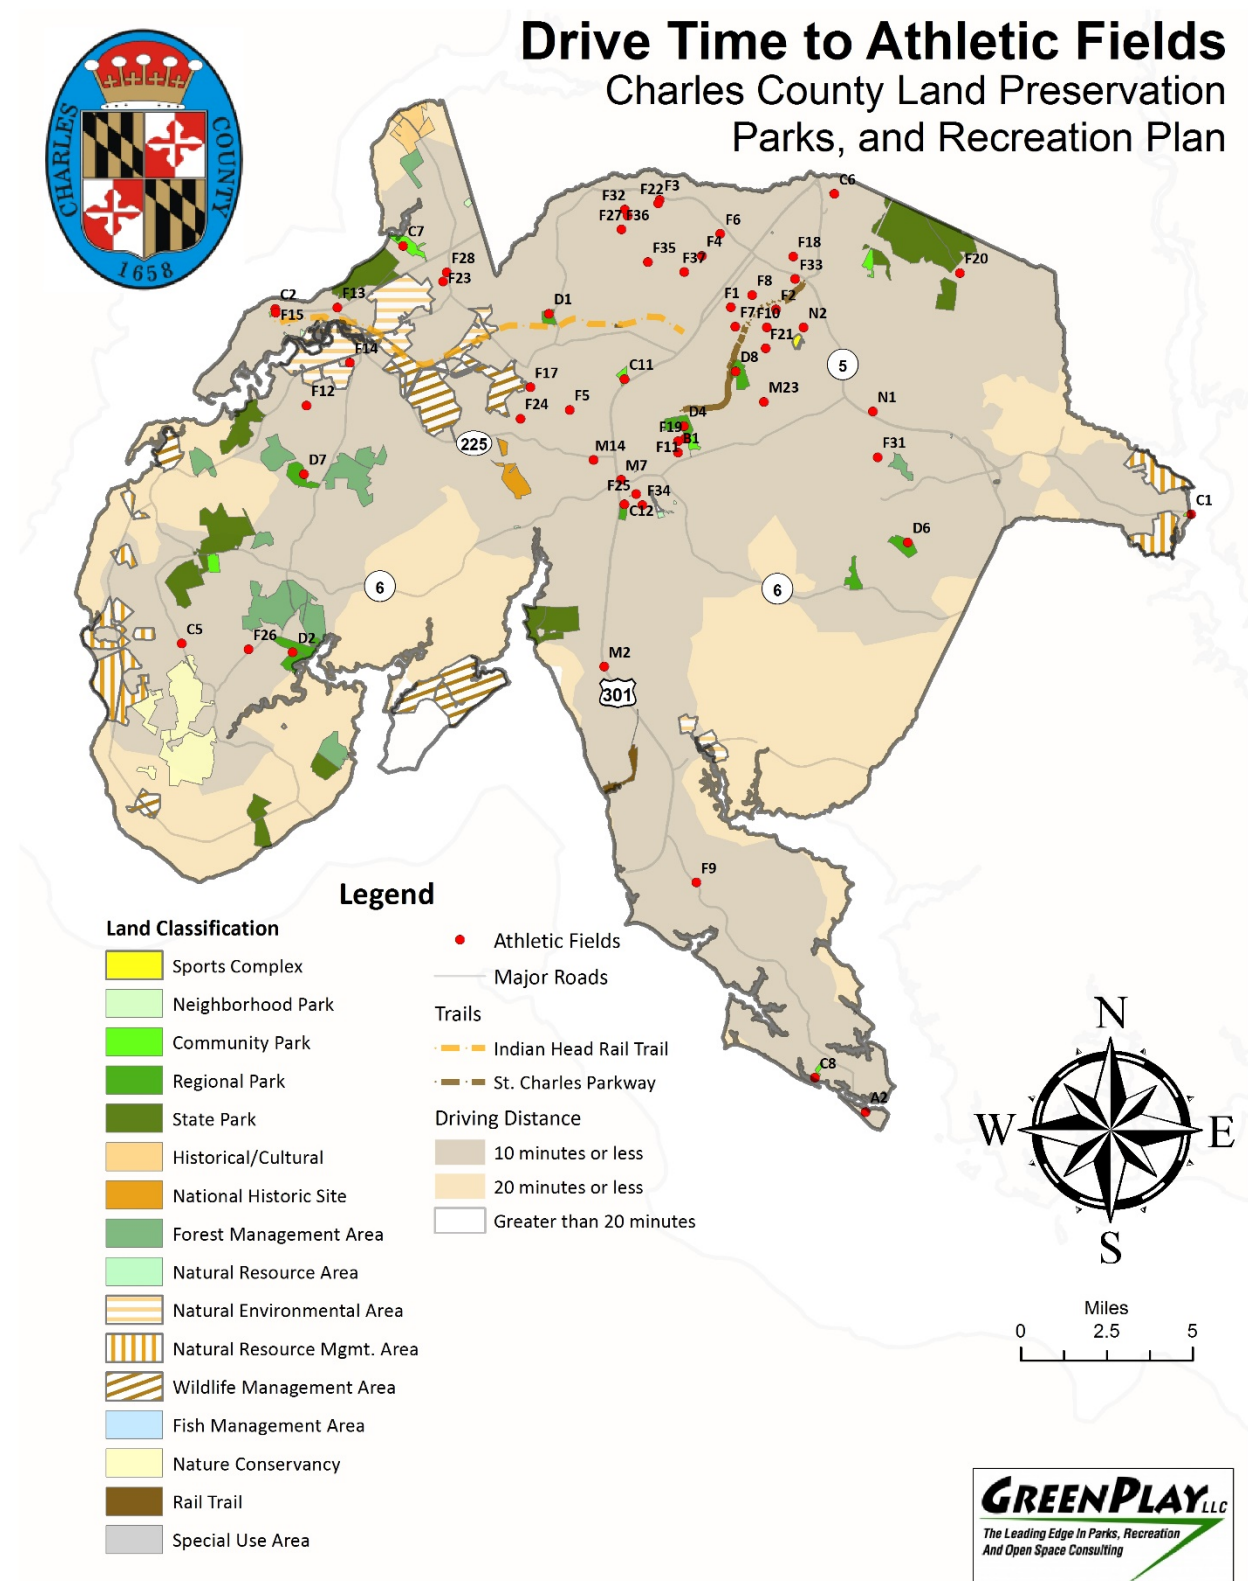 Drive Time to Athletic Fields
Charles County Land Preservation
Parks, and Recreation Plan
CHARLES
COUNTY
1658
C6
F32
F22
F3
F27
F36
F6
C7
F35
F4
F18
F28
F37
F33
F20
F23
C2
F13
D1
F1
F8
F2
F15
F7
F10
N2
F14
F21
D8
5
C11
F17
F12
F5
M23
N1
F24
D4
F19
B1
225
M14
F11
F31
D7
M7
F25
F34
C1
C12
D6
6
6
C5
F26
D2
M2
301
F9
C8
A2
Legend
Land Classification
Sports Complex
Neighborhood Park
Community Park
Regional Park
State Park
Historical/Cultural
National Historic Site
Forest Management Area
Natural Resource Area
Natural Environmental Area
Natural Resource Mgmt. Area
Wildlife Management Area
Fish Management Area
Nature Conservancy
Rail Trail
Special Use Area
Athletic Fields
Major Roads
Trails
Indian Head Rail Trail
St. Charles Parkway
Driving Distance
10 minutes or less
20 minutes or less
Greater than 20 minutes
N
W
E
S
Miles
0 2.5 5
GREENPLAY LLC
The Leading Edge In Parks, Recreation
And Open Space Consulting